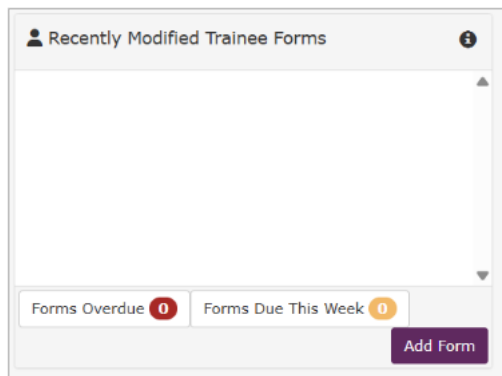 Recently Modified Trainee Forms
Forms Overdue 0 Forms Due This Week 0
Add Form